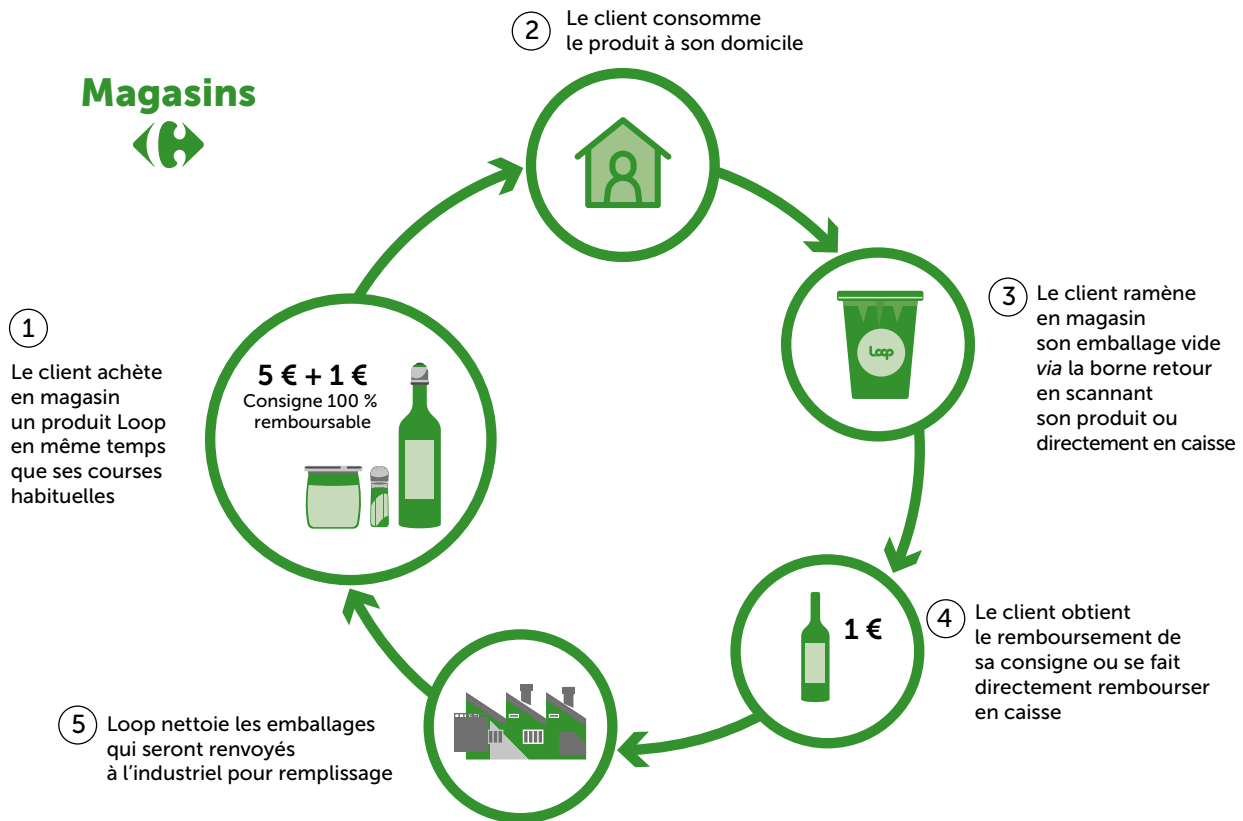 Magasins
1
Le client achète
en magasin
un produit Loop
en même temps
que ses courses
habituelles
5 € + 1 €
Consigne 100 %
remboursable
2
Le client consomme
le produit à son domicile
3
Le client ramène
en magasin
son emballage vide
via la borne retour
en scannant
son produit ou
directement en caisse
Loop
4
Le client obtient
le remboursement de
sa consigne ou se fait
directement rembourser
en caisse
1 €
5
Loop nettoie les emballages
qui seront renvoyés
à l’industriel pour remplissage